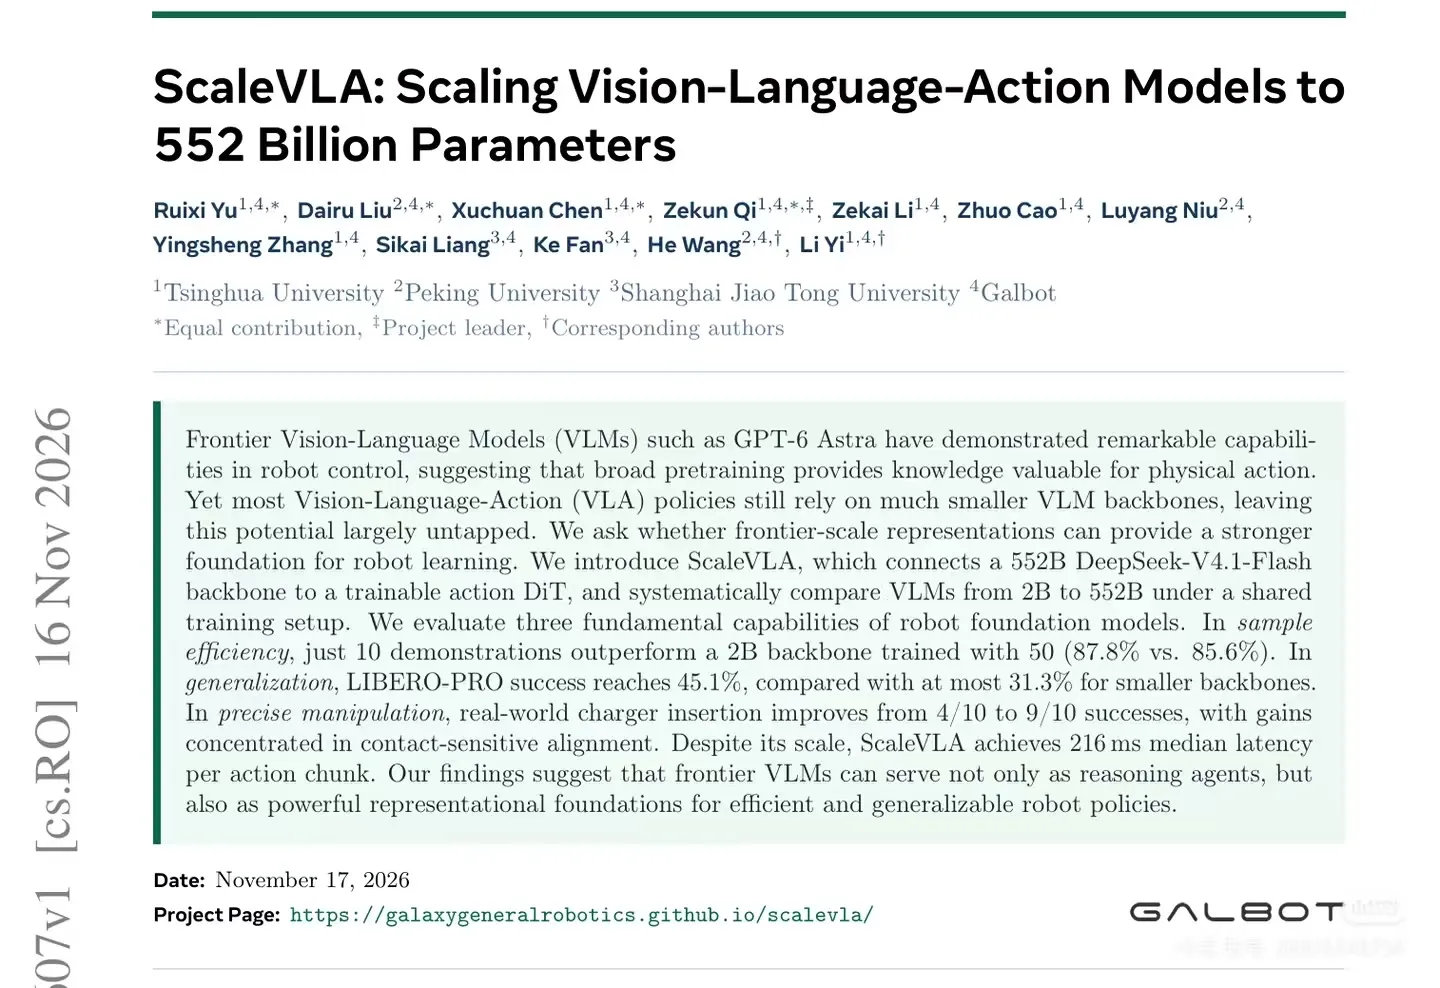 ScaleVLA: Scaling Vision-Language-Action Models to
552 Billion Parameters
Ruixi Yu1,4,*, Dairu Liu2,4,*, Xuchuan Chen1,4,*, Zekun Qi1,4,*,‡, Zekai Li1,4, Zhuo Cao1,4, Luyang Niu2,4,
Yingsheng Zhang1,4, Sikai Liang3,4, Ke Fan3,4, He Wang2,4,†, Li Yi1,4,†
1Tsinghua University 2Peking University 3Shanghai Jiao Tong University 4Galbot
*Equal contribution, ‡Project leader, †Corresponding authors
Frontier Vision-Language Models (VLMs) such as GPT-6 Astra have demonstrated remarkable capabili-
ties in robot control, suggesting that broad pretraining provides knowledge valuable for physical action.
Yet most Vision-Language-Action (VLA) policies still rely on much smaller VLM backbones, leaving
this potential largely untapped. We ask whether frontier-scale representations can provide a stronger
foundation for robot learning. We introduce ScaleVLA, which connects a 552B DeepSeek-V4.1-Flash
backbone to a trainable action DiT, and systematically compare VLMs from 2B to 552B under a shared
training setup. We evaluate three fundamental capabilities of robot foundation models. In sample
efficiency, just 10 demonstrations outperform a 2B backbone trained with 50 (87.8% vs. 85.6%). In
generalization, LIBERO-PRO success reaches 45.1%, compared with at most 31.3% for smaller backbones.
In precise manipulation, real-world charger insertion improves from 4/10 to 9/10 successes, with gains
concentrated in contact-sensitive alignment. Despite its scale, ScaleVLA achieves 216 ms median latency
per action chunk. Our findings suggest that frontier VLMs can serve not only as reasoning agents, but
also as powerful representational foundations for efficient and generalizable robot policies.
Date: November 17, 2026
Project Page: https://galaxygeneralrobotics.github.io/scalevla/
GALBOT
607v1 [cs.RO] 16 Nov 2026